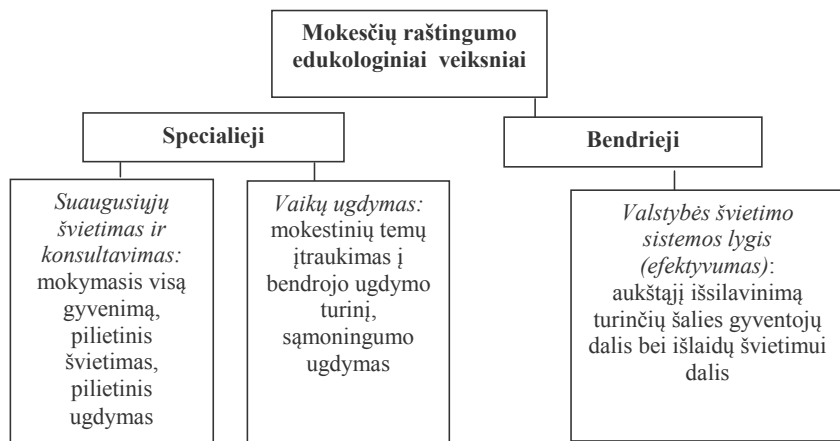 Mokesčių raštingumo
edukologiniai veiksniai
Specialieji
Bendrieji
Suaugusiųjų
švietimas ir
konsultavimas:
mokymasis visą
gyvenimą,
pilietinis
švietimas,
pilietinis
ugdymas
Vaikų ugdymas:
mokestinių temų
įtraukimas į
bendrojo ugdymo
turinį,
sąmoningumo
ugdymas
Valstybės švietimo
sistemos lygis
(efektyvumas):
aukštąjį išsilavinimą
turinčių šalies gyventojų
dalis bei išlaidų švietimui
dalis